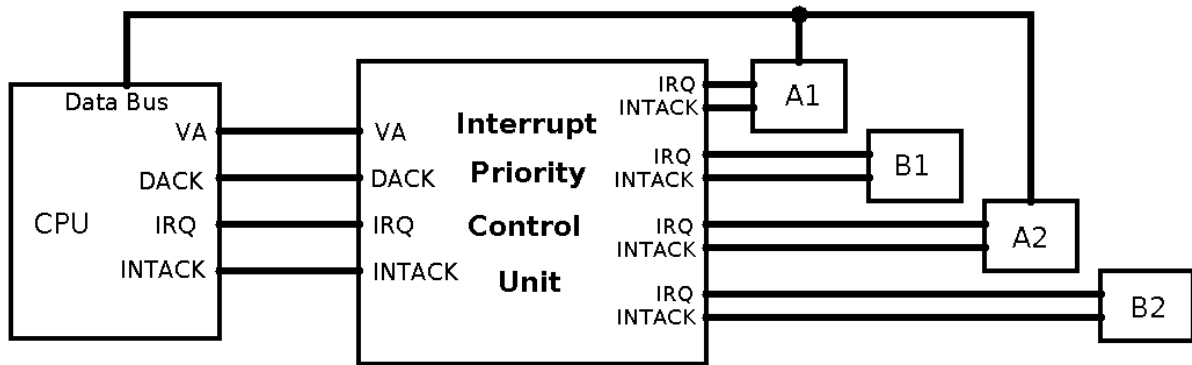 Data Bus
VA
DACK
CPU
IRQ
INTACK
VA
DACK
IRQ
INTACK
Interrupt
Priority
Control
Unit
IRQ
INTACK
A1
IRQ
INTACK
B1
IRQ
INTACK
A2
IRQ
INTACK
B2